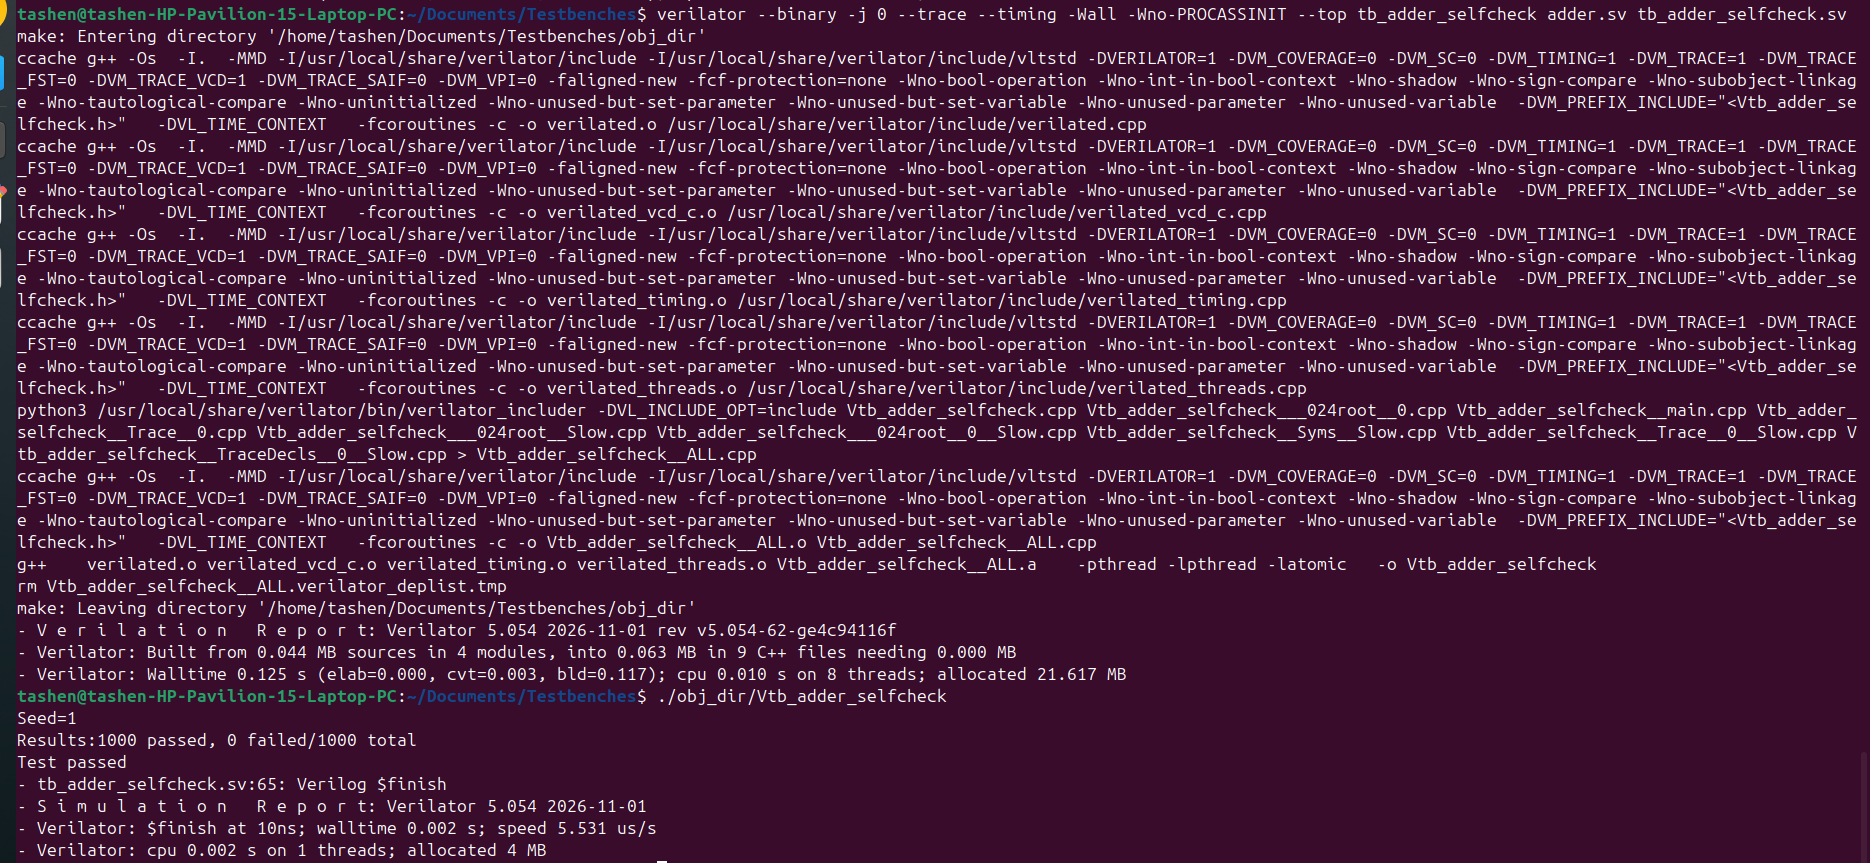 tashen@tashen-HP-Pavilion-15-Laptop-PC:~/Documents/Testbenches$ verilator --binary -j 0 --trace --timing -Wall -Wno-PROCASSINIT --top tb_adder_selfcheck adder.sv tb_adder_selfcheck.sv
make: Entering directory '/home/tashen/Documents/Testbenches/obj_dir'
ccache g++ -Os  -I.  -MMD -I/usr/local/share/verilator/include -I/usr/local/share/verilator/include/vltstd -DVERILATOR=1 -DVM_COVERAGE=0 -DVM_SC=0 -DVM_TIMING=1 -DVM_TRACE=1 -DVM_TRACE
_FST=0 -DVM_TRACE_VCD=1 -DVM_TRACE_SAIF=0 -DVM_VPI=0 -faligned-new -fcf-protection=none -Wno-bool-operation -Wno-int-in-bool-context -Wno-shadow -Wno-sign-compare -Wno-subobject-linkag
e -Wno-tautological-compare -Wno-uninitialized -Wno-unused-but-set-parameter -Wno-unused-but-set-variable -Wno-unused-parameter -Wno-unused-variable  -DVM_PREFIX_INCLUDE="<Vtb_adder_se
lfcheck.h>"   -DVL_TIME_CONTEXT   -fcoroutines -c -o verilated.o /usr/local/share/verilator/include/verilated.cpp
ccache g++ -Os  -I.  -MMD -I/usr/local/share/verilator/include -I/usr/local/share/verilator/include/vltstd -DVERILATOR=1 -DVM_COVERAGE=0 -DVM_SC=0 -DVM_TIMING=1 -DVM_TRACE=1 -DVM_TRACE
_FST=0 -DVM_TRACE_VCD=1 -DVM_TRACE_SAIF=0 -DVM_VPI=0 -faligned-new -fcf-protection=none -Wno-bool-operation -Wno-int-in-bool-context -Wno-shadow -Wno-sign-compare -Wno-subobject-linkag
e -Wno-tautological-compare -Wno-uninitialized -Wno-unused-but-set-parameter -Wno-unused-but-set-variable -Wno-unused-parameter -Wno-unused-variable  -DVM_PREFIX_INCLUDE="<Vtb_adder_se
lfcheck.h>"   -DVL_TIME_CONTEXT   -fcoroutines -c -o verilated_vcd_c.o /usr/local/share/verilator/include/verilated_vcd_c.cpp
ccache g++ -Os  -I.  -MMD -I/usr/local/share/verilator/include -I/usr/local/share/verilator/include/vltstd -DVERILATOR=1 -DVM_COVERAGE=0 -DVM_SC=0 -DVM_TIMING=1 -DVM_TRACE=1 -DVM_TRACE
_FST=0 -DVM_TRACE_VCD=1 -DVM_TRACE_SAIF=0 -DVM_VPI=0 -faligned-new -fcf-protection=none -Wno-bool-operation -Wno-int-in-bool-context -Wno-shadow -Wno-sign-compare -Wno-subobject-linkag
e -Wno-tautological-compare -Wno-uninitialized -Wno-unused-but-set-parameter -Wno-unused-but-set-variable -Wno-unused-parameter -Wno-unused-variable  -DVM_PREFIX_INCLUDE="<Vtb_adder_se
lfcheck.h>"   -DVL_TIME_CONTEXT   -fcoroutines -c -o verilated_timing.o /usr/local/share/verilator/include/verilated_timing.cpp
ccache g++ -Os  -I.  -MMD -I/usr/local/share/verilator/include -I/usr/local/share/verilator/include/vltstd -DVERILATOR=1 -DVM_COVERAGE=0 -DVM_SC=0 -DVM_TIMING=1 -DVM_TRACE=1 -DVM_TRACE
_FST=0 -DVM_TRACE_VCD=1 -DVM_TRACE_SAIF=0 -DVM_VPI=0 -faligned-new -fcf-protection=none -Wno-bool-operation -Wno-int-in-bool-context -Wno-shadow -Wno-sign-compare -Wno-subobject-linkag
e -Wno-tautological-compare -Wno-uninitialized -Wno-unused-but-set-parameter -Wno-unused-but-set-variable -Wno-unused-parameter -Wno-unused-variable  -DVM_PREFIX_INCLUDE="<Vtb_adder_se
lfcheck.h>"   -DVL_TIME_CONTEXT   -fcoroutines -c -o verilated_threads.o /usr/local/share/verilator/include/verilated_threads.cpp
python3 /usr/local/share/verilator/bin/verilator_includer -DVL_INCLUDE_OPT=include Vtb_adder_selfcheck.cpp Vtb_adder_selfcheck___024root__0.cpp Vtb_adder_selfcheck__main.cpp Vtb_adder_
selfcheck__Trace__0.cpp Vtb_adder_selfcheck___024root__Slow.cpp Vtb_adder_selfcheck___024root__0__Slow.cpp Vtb_adder_selfcheck__Syms__Slow.cpp Vtb_adder_selfcheck__Trace__0__Slow.cpp V
tb_adder_selfcheck__TraceDecls__0__Slow.cpp > Vtb_adder_selfcheck__ALL.cpp
ccache g++ -Os  -I.  -MMD -I/usr/local/share/verilator/include -I/usr/local/share/verilator/include/vltstd -DVERILATOR=1 -DVM_COVERAGE=0 -DVM_SC=0 -DVM_TIMING=1 -DVM_TRACE=1 -DVM_TRACE
_FST=0 -DVM_TRACE_VCD=1 -DVM_TRACE_SAIF=0 -DVM_VPI=0 -faligned-new -fcf-protection=none -Wno-bool-operation -Wno-int-in-bool-context -Wno-shadow -Wno-sign-compare -Wno-subobject-linkag
e -Wno-tautological-compare -Wno-uninitialized -Wno-unused-but-set-parameter -Wno-unused-but-set-variable -Wno-unused-parameter -Wno-unused-variable  -DVM_PREFIX_INCLUDE="<Vtb_adder_se
lfcheck.h>"   -DVL_TIME_CONTEXT   -fcoroutines -c -o Vtb_adder_selfcheck__ALL.o Vtb_adder_selfcheck__ALL.cpp
g++    verilated.o verilated_vcd_c.o verilated_timing.o verilated_threads.o Vtb_adder_selfcheck__ALL.a    -pthread -lpthread -latomic   -o Vtb_adder_selfcheck
rm Vtb_adder_selfcheck__ALL.verilator_deplist.tmp
make: Leaving directory '/home/tashen/Documents/Testbenches/obj_dir'
- V e r i l a t i o n   R e p o r t: Verilator 5.054 2026-11-01 rev v5.054-62-ge4c94116f
- Verilator: Built from 0.044 MB sources in 4 modules, into 0.063 MB in 9 C++ files needing 0.000 MB
- Verilator: Walltime 0.125 s (elab=0.000, cvt=0.003, bld=0.117); cpu 0.010 s on 8 threads; allocated 21.617 MB
tashen@tashen-HP-Pavilion-15-Laptop-PC:~/Documents/Testbenches$ ./obj_dir/Vtb_adder_selfcheck
Seed=1
Results:1000 passed, 0 failed/1000 total
Test passed
- tb_adder_selfcheck.sv:65: Verilog $finish
- S i m u l a t i o n   R e p o r t: Verilator 5.054 2026-11-01
- Verilator: $finish at 10ns; walltime 0.002 s; speed 5.531 us/s
- Verilator: cpu 0.002 s on 1 threads; allocated 4 MB